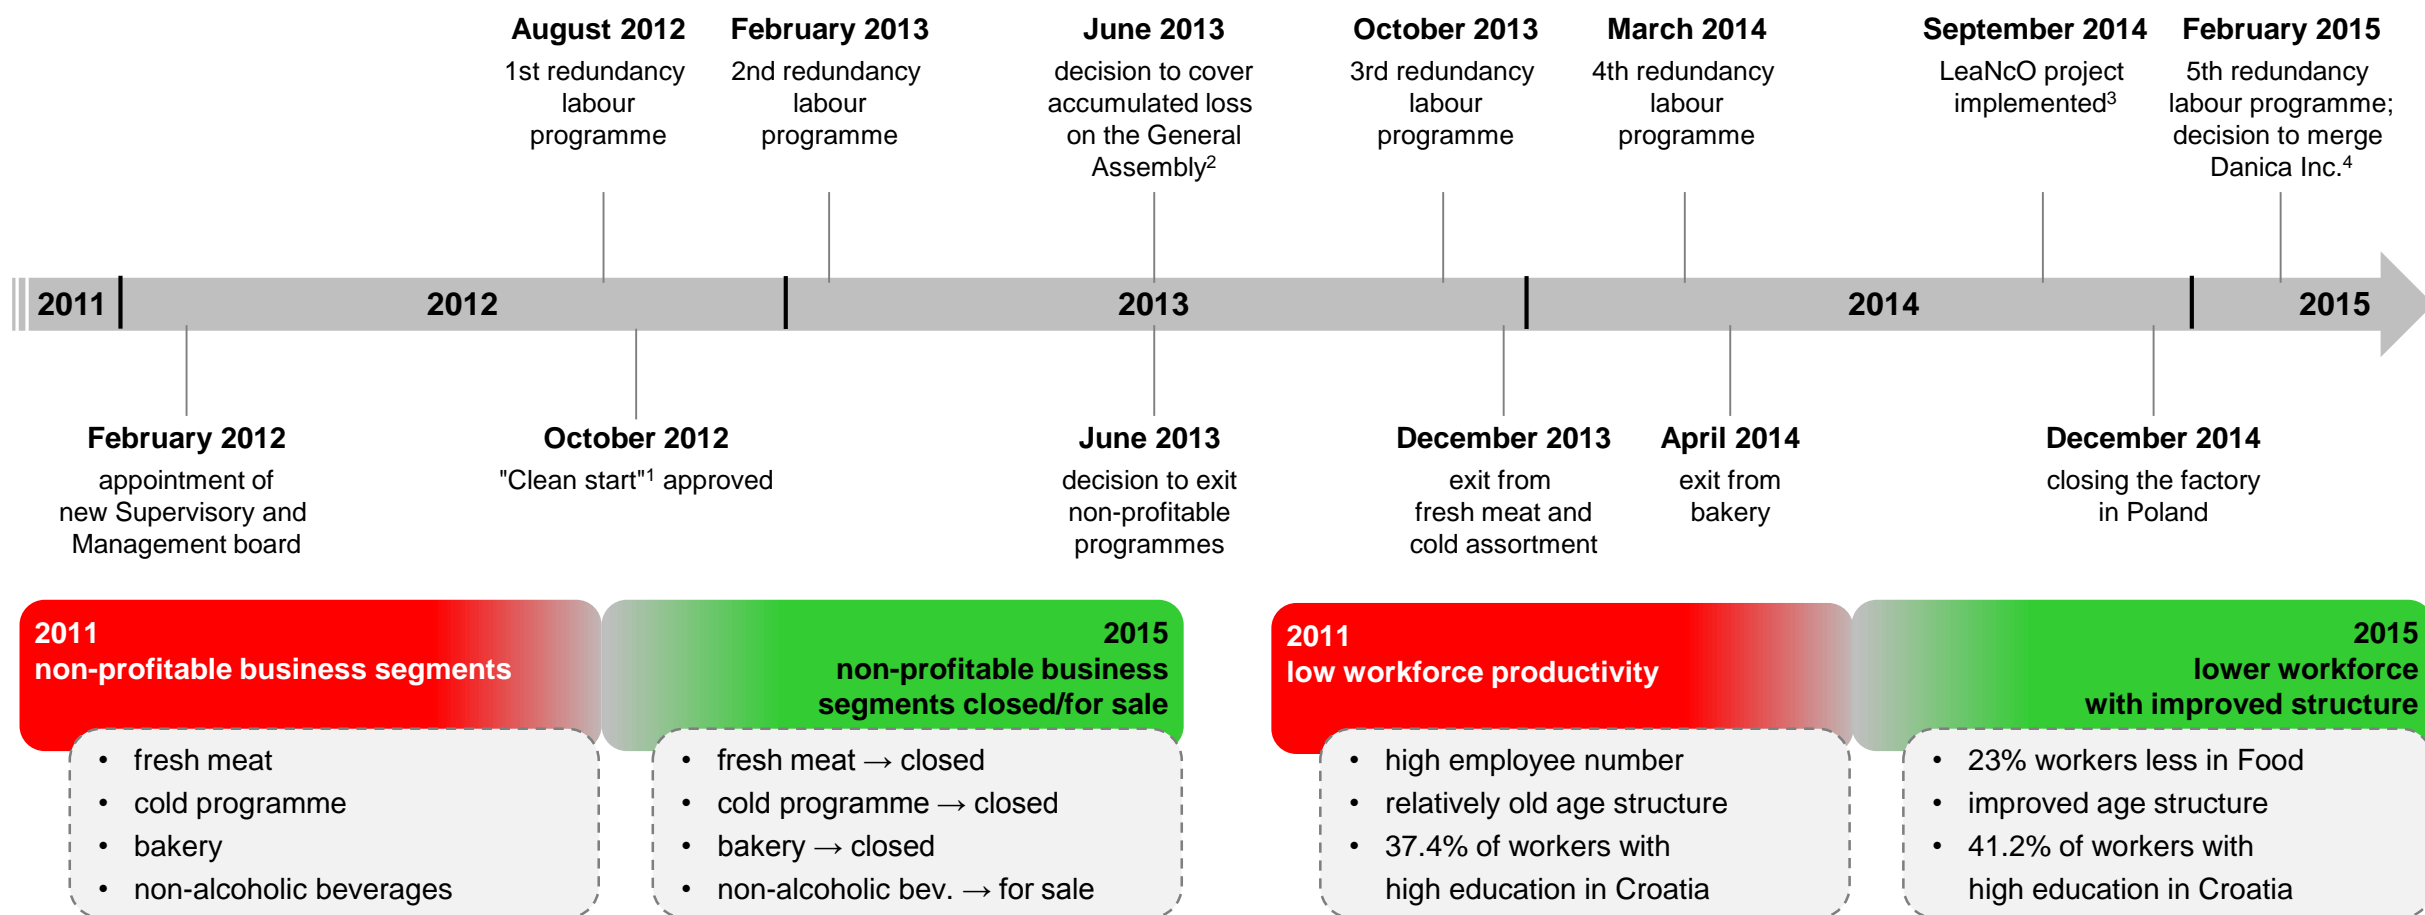 August 2012
1st redundancy
labour
programme
February 2013
2nd redundancy
labour
programme
June 2013
decision to cover
accumulated loss
on the General
Assembly²
October 2013
3rd redundancy
labour
programme
March 2014
4th redundancy
labour
programme
September 2014
LeaNcO project
implemented³
February 2015
5th redundancy
labour programme;
decision to merge
Danica Inc.⁴
2011
2012
2013
2014
2015
February 2012
appointment of
new Supervisory and
Management board
October 2012
"Clean start"¹ approved
June 2013
decision to exit
non-profitable
programmes
December 2013
exit from
fresh meat and
cold assortment
April 2014
exit from
bakery
December 2014
closing the factory
in Poland
2011
non-profitable business segments
• fresh meat
• cold programme
• bakery
• non-alcoholic beverages
2015
non-profitable business
segments closed/for sale
• fresh meat → closed
• cold programme → closed
• bakery → closed
• non-alcoholic bev. → for sale
2011
low workforce productivity
• high employee number
• relatively old age structure
• 37.4% of workers with
high education in Croatia
2015
lower workforce
with improved structure
• 23% workers less in Food
• improved age structure
• 41.2% of workers with
high education in Croatia